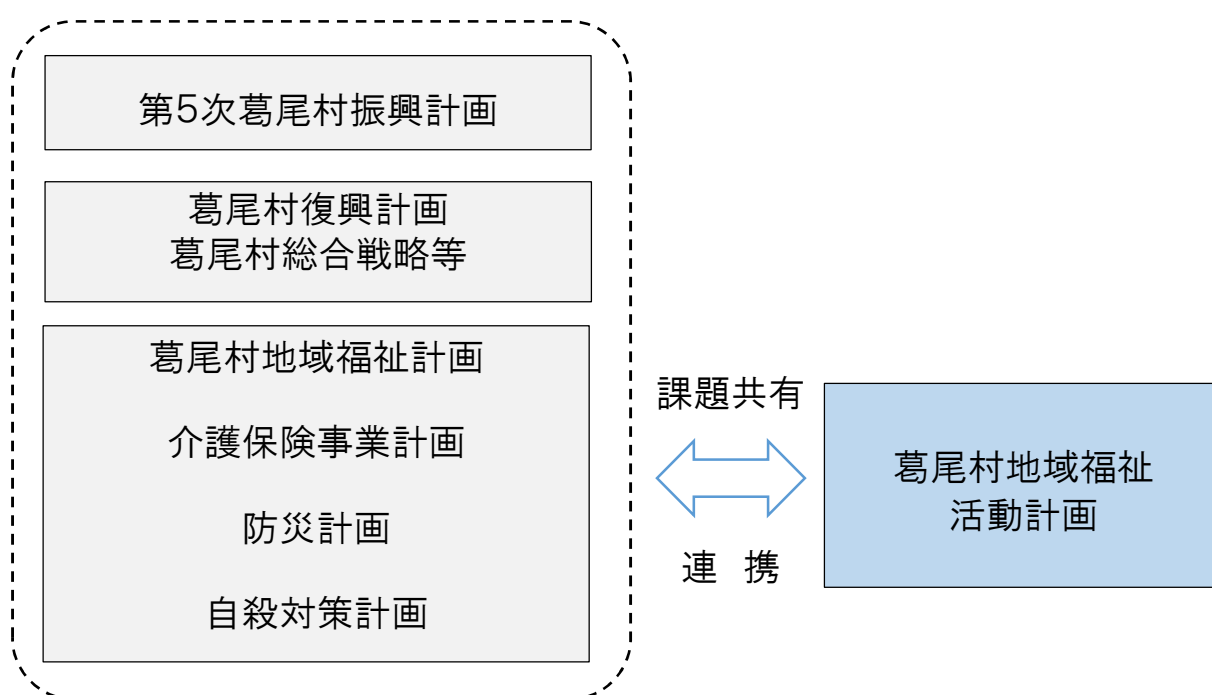 第5次葛尾村振興計画
葛尾村復興計画
葛尾村総合戦略等
葛尾村地域福祉計画
介護保険事業計画
防災計画
自殺対策計画
課題共有
連 携
葛尾村地域福祉
活動計画